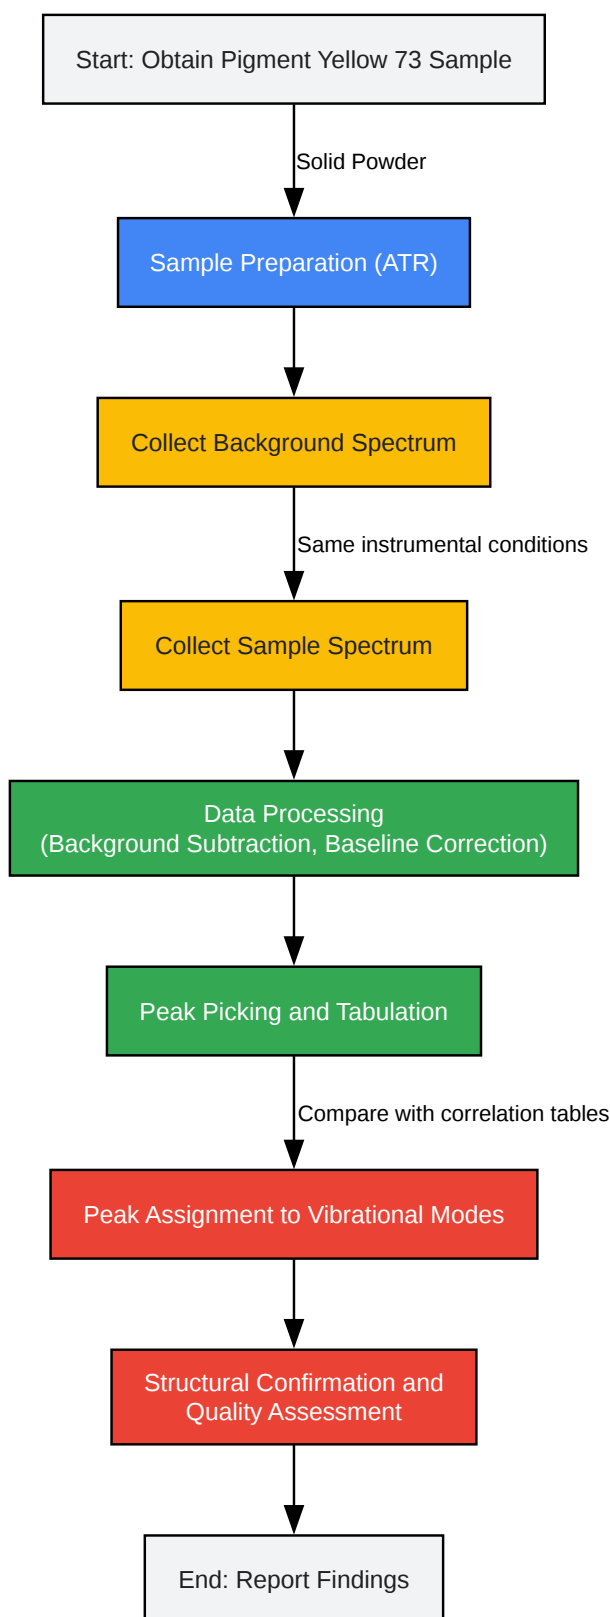 Start: Obtain Pigment Yellow 73 Sample
Solid Powder
Sample Preparation (ATR)
Collect Background Spectrum
Same instrumental conditions
Collect Sample Spectrum
Data Processing
(Background Subtraction, Baseline Correction)
Peak Picking and Tabulation
Compare with correlation tables
Peak Assignment to Vibrational Modes
Structural Confirmation and
Quality Assessment
End: Report Findings